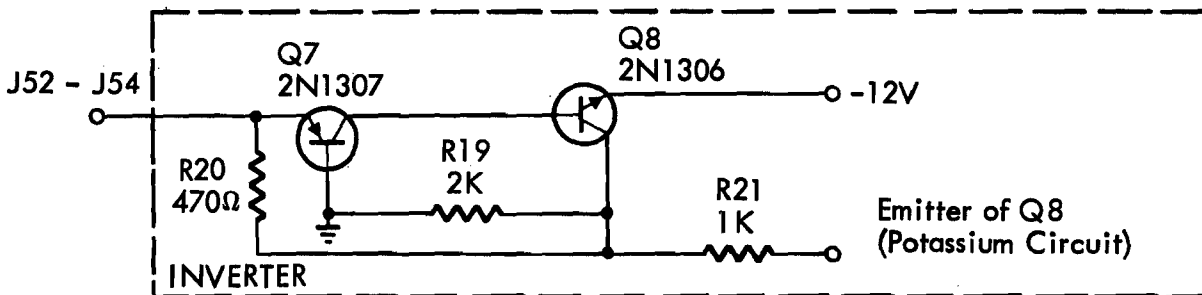 Q7
2N1307
Q8
2N1306
J52 - J54
-12V
R20
470Ω
R19
2K
R21
1K
Emitter of Q8
(Potassium Circuit)
INVERTER